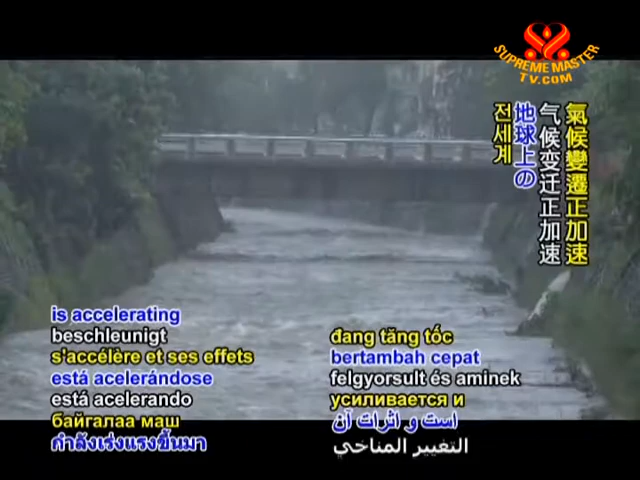 SUPREME MASTER
TV.COM
氣候變遷正加速
气候变迁正加速
地球上の
전세계
is accelerating
beschleunigt
s'accélère et ses effets
está acelerándose
está acelerando
байгалаа маш
กำลังเร่งแรงขึ้นมา
đang tăng tốc
bertambah cepat
felgyorsult és aminek
усиливается и
است و اثرات آن
التغيير المناخي